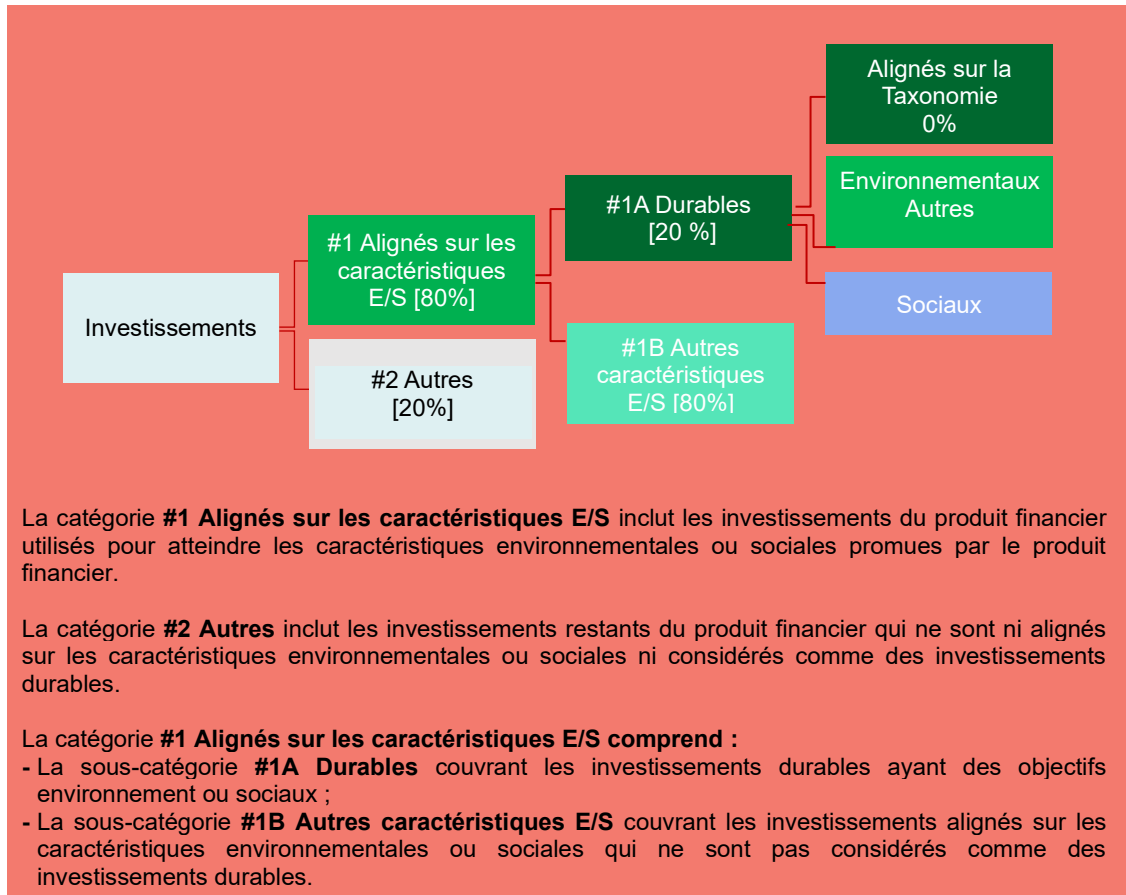 Alignés sur la
Taxonomie
0%
Environnementaux
Autres
#1A Durables
[20 %]
#1 Alignés sur les
caractéristiques
E/S [80%]
Sociaux
Investissements
#1B Autres
caractéristiques
E/S [80%]
#2 Autres
[20%]
La catégorie #1 Alignés sur les caractéristiques E/S inclut les investissements du produit financier
utilisés pour atteindre les caractéristiques environnementales ou sociales promues par le produit
financier.
La catégorie #2 Autres inclut les investissements restants du produit financier qui ne sont ni alignés
sur les caractéristiques environnementales ou sociales ni considérés comme des investissements
durables.
La catégorie #1 Alignés sur les caractéristiques E/S comprend :
- La sous-catégorie #1A Durables couvrant les investissements durables ayant des objectifs
environnement ou sociaux ;
- La sous-catégorie #1B Autres caractéristiques E/S couvrant les investissements alignés sur les
caractéristiques environnementales ou sociales qui ne sont pas considérés comme des
investissements durables.